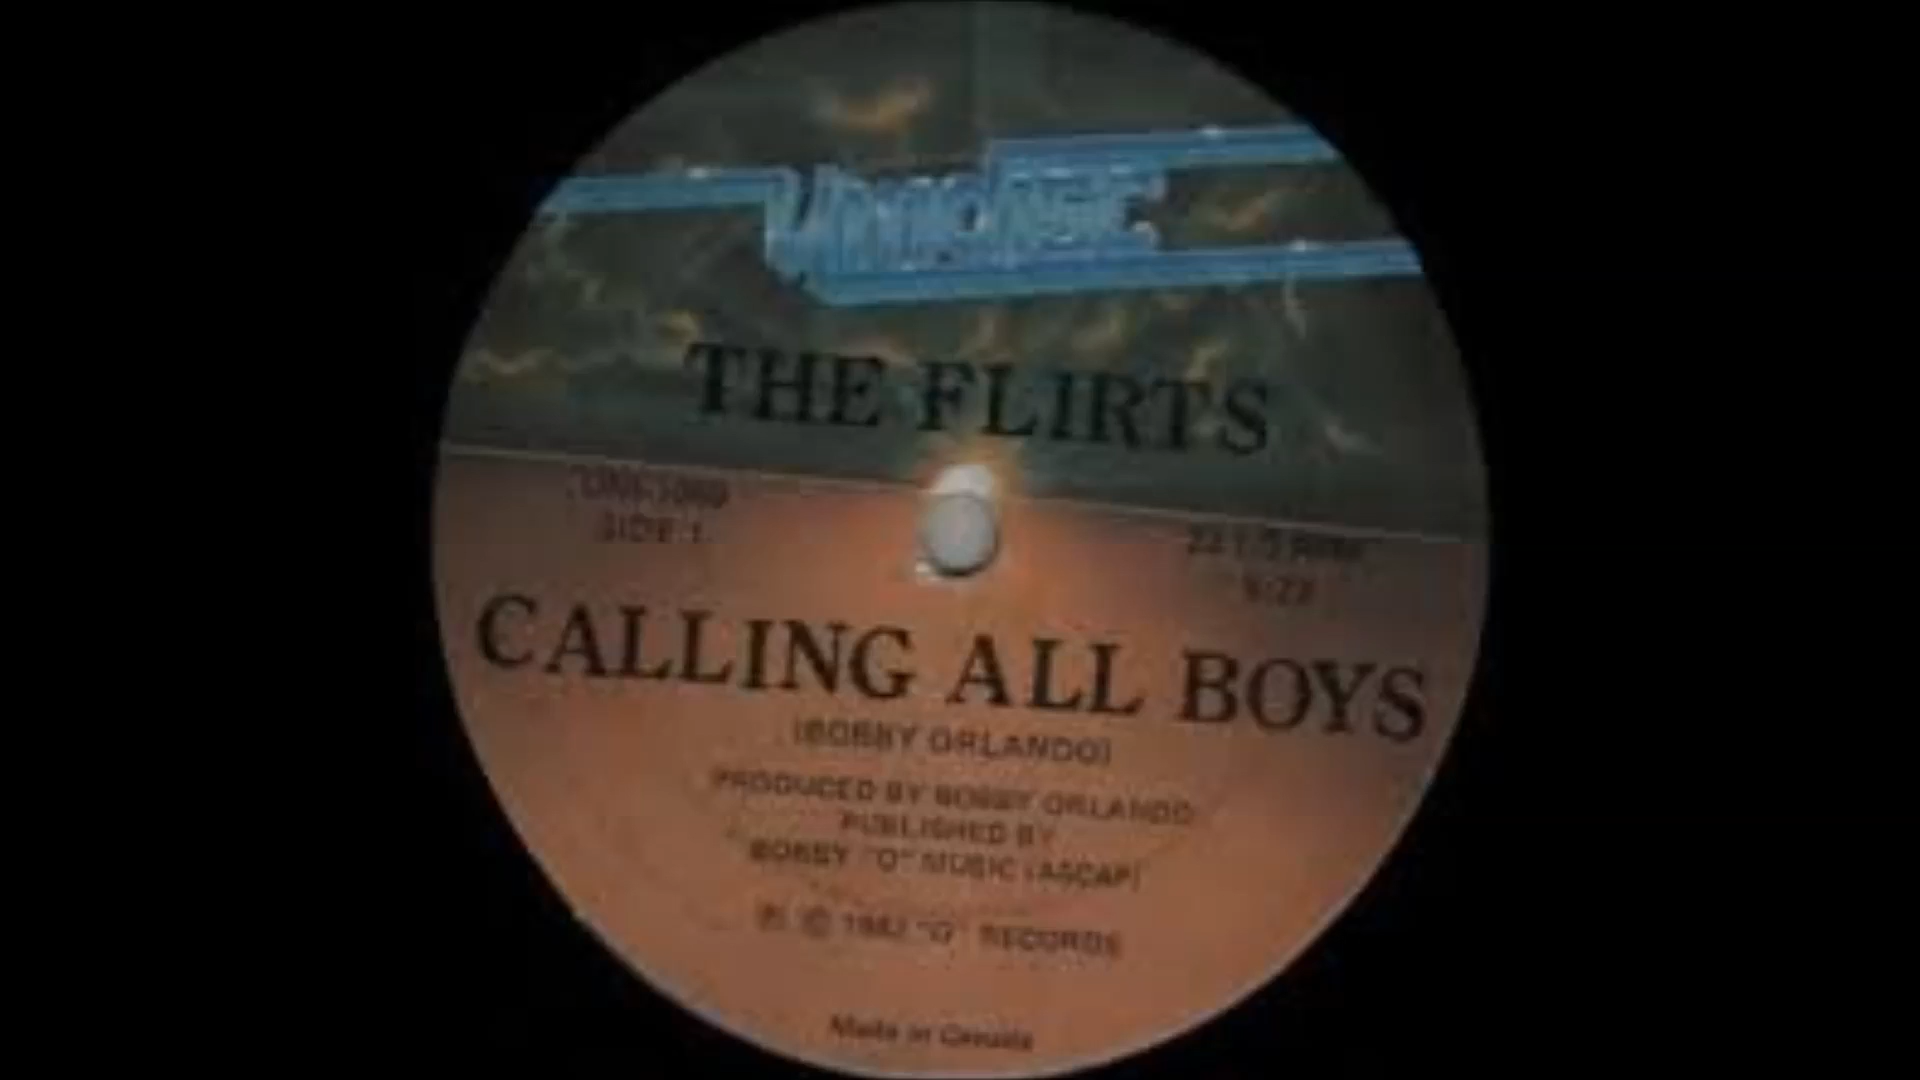 Unidisc
THE FLIRTS
SIDE 1
CALLING ALL BOYS
(BOBBY ORLANDO)
PRODUCED BY BOBBY ORLANDO
PUBLISHED BY
BOBBY "O" MUSIC (ASCAP)
℗ © "O" RECORDS
Made in Canada